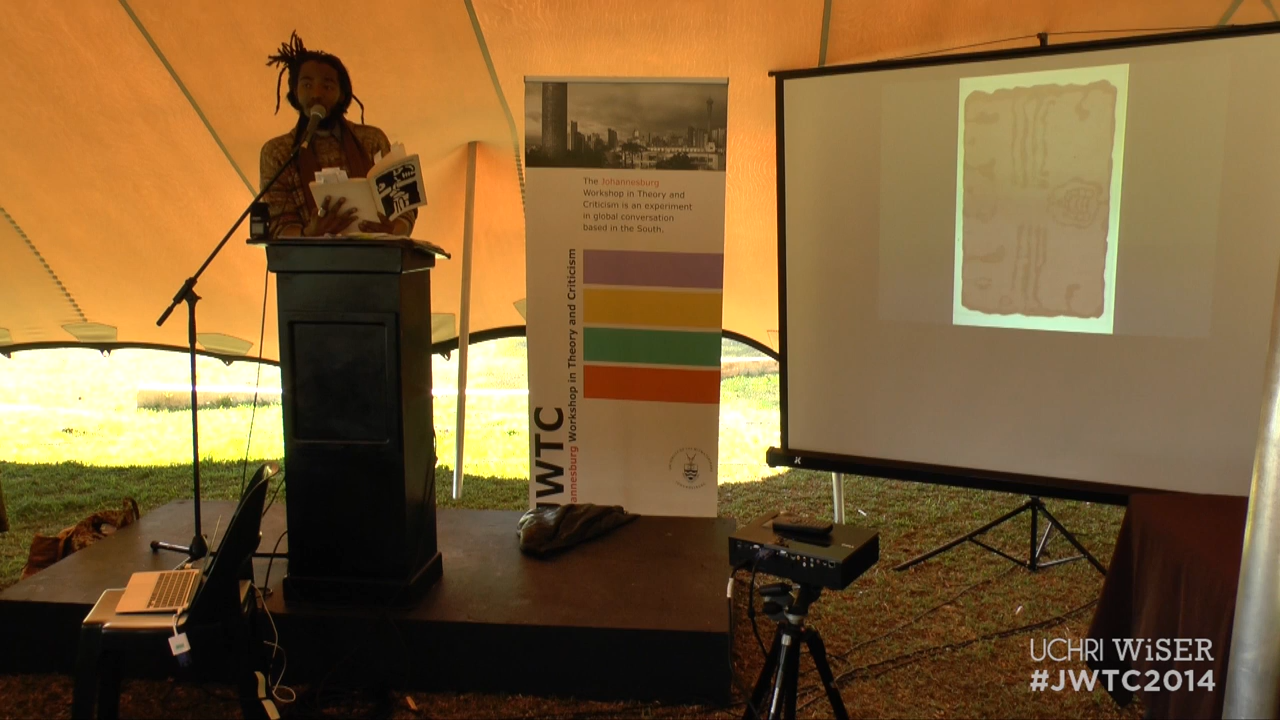 The Johannesburg
Workshop in Theory and
Criticism is an experiment
in global conversation
based in the South.
JWTC
annesburg Workshop in Theory and Criticism
UCHRI WiSER
#JWTC2014